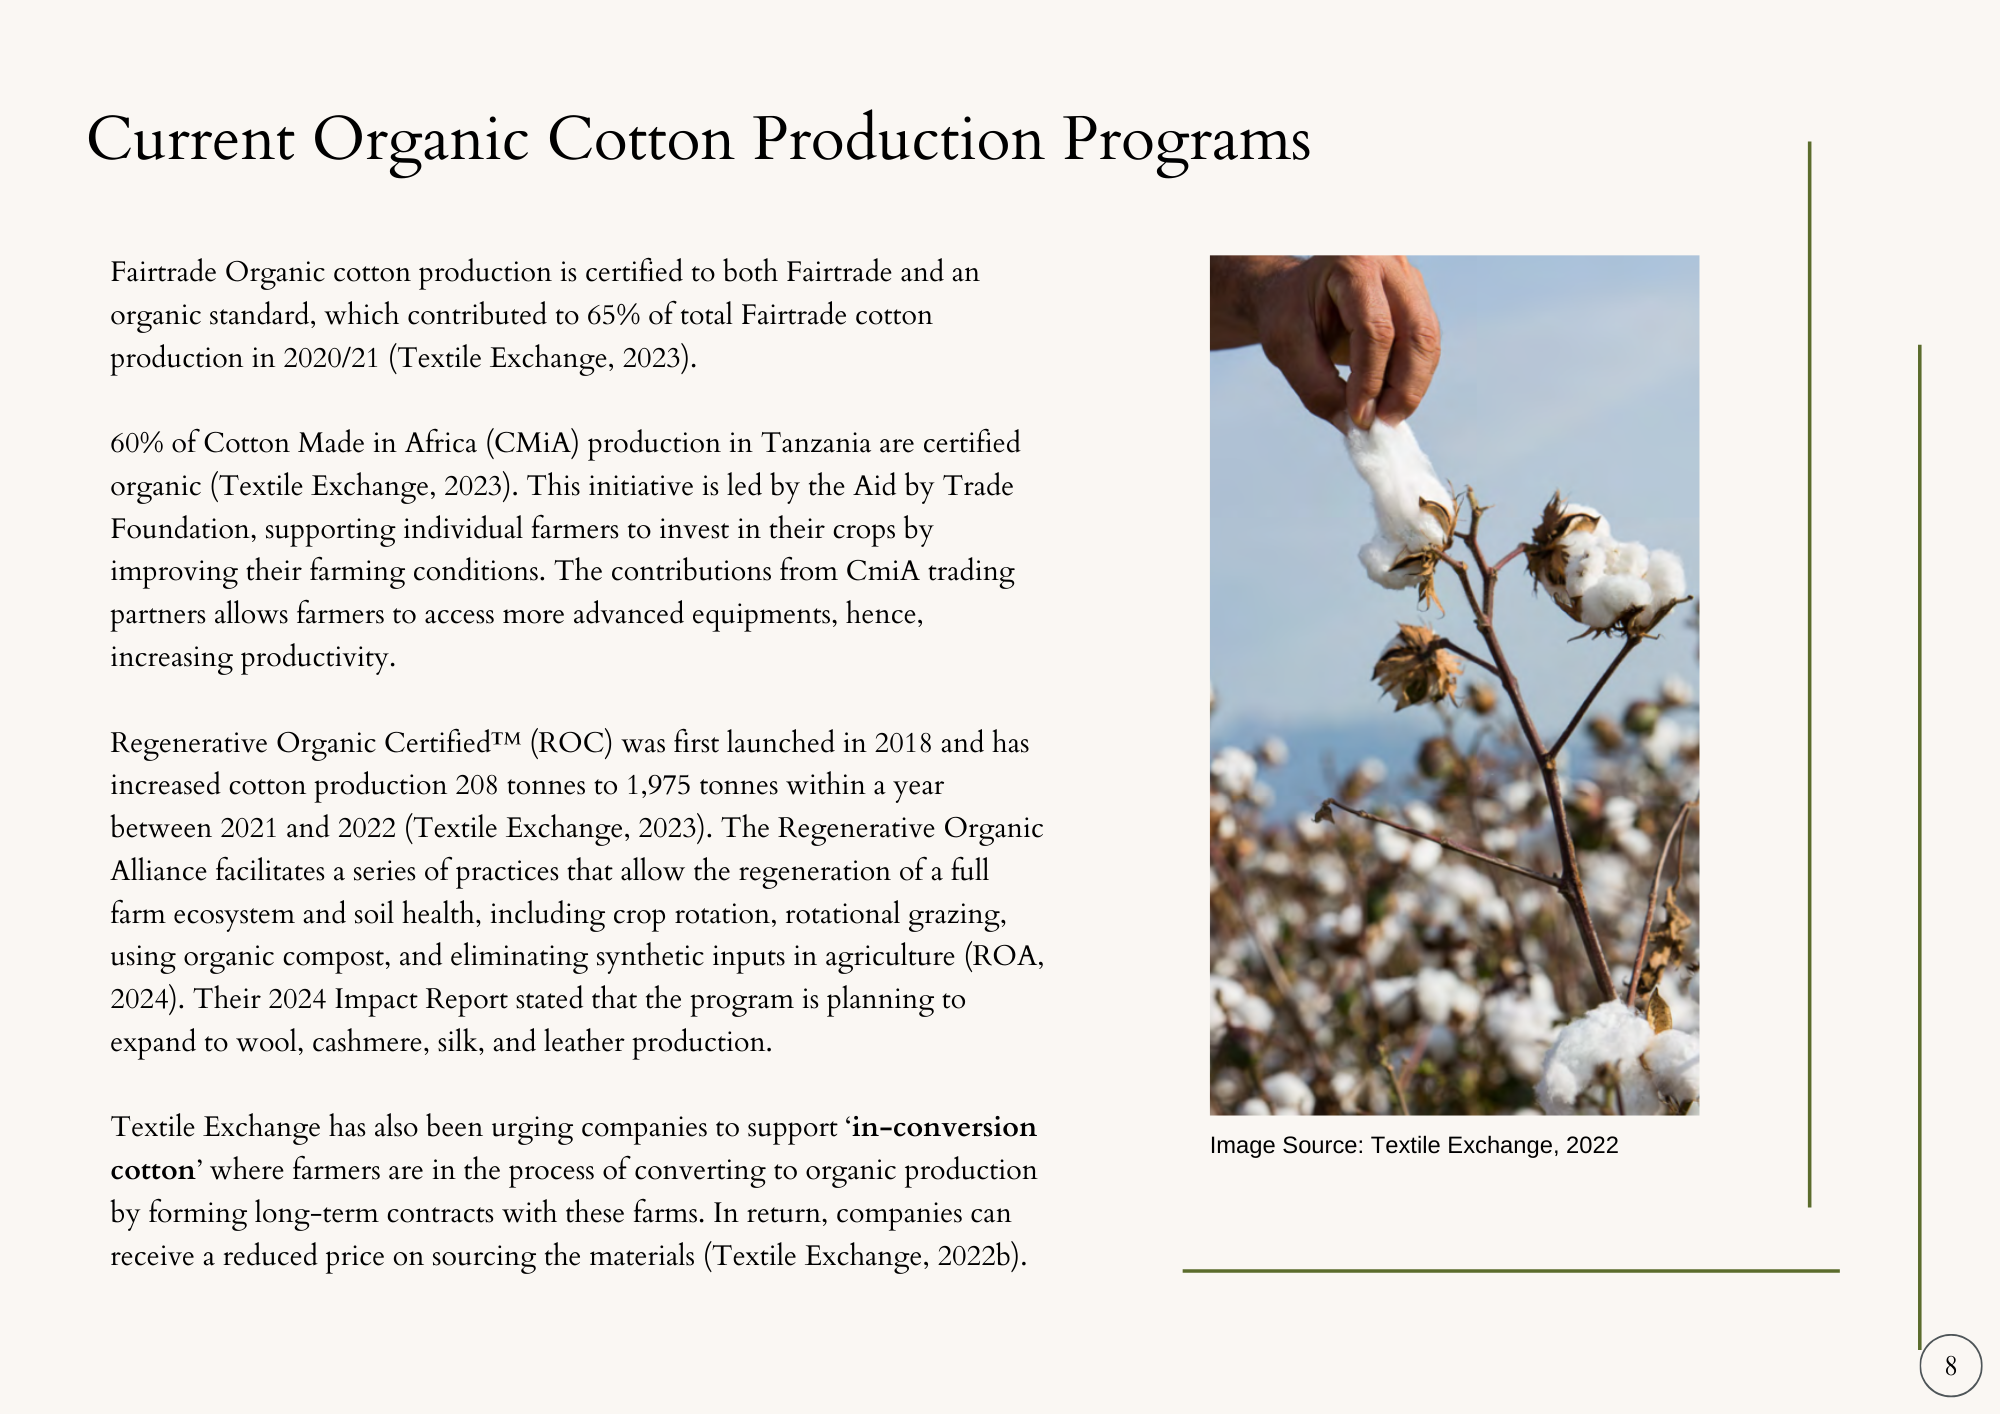 Current Organic Cotton Production Programs
Fairtrade Organic cotton production is certified to both Fairtrade and an
organic standard, which contributed to 65% of total Fairtrade cotton
production in 2020/21 (Textile Exchange, 2023).
60% of Cotton Made in Africa (CMiA) production in Tanzania are certified
organic (Textile Exchange, 2023). This initiative is led by the Aid by Trade
Foundation, supporting individual farmers to invest in their crops by
improving their farming conditions. The contributions from CmiA trading
partners allows farmers to access more advanced equipments, hence,
increasing productivity.
Regenerative Organic Certified™ (ROC) was first launched in 2018 and has
increased cotton production 208 tonnes to 1,975 tonnes within a year
between 2021 and 2022 (Textile Exchange, 2023). The Regenerative Organic
Alliance facilitates a series of practices that allow the regeneration of a full
farm ecosystem and soil health, including crop rotation, rotational grazing,
using organic compost, and eliminating synthetic inputs in agriculture (ROA,
2024). Their 2024 Impact Report stated that the program is planning to
expand to wool, cashmere, silk, and leather production.
Textile Exchange has also been urging companies to support ‘in-conversion
cotton’ where farmers are in the process of converting to organic production
by forming long-term contracts with these farms. In return, companies can
receive a reduced price on sourcing the materials (Textile Exchange, 2022b).
Image Source: Textile Exchange, 2022
8